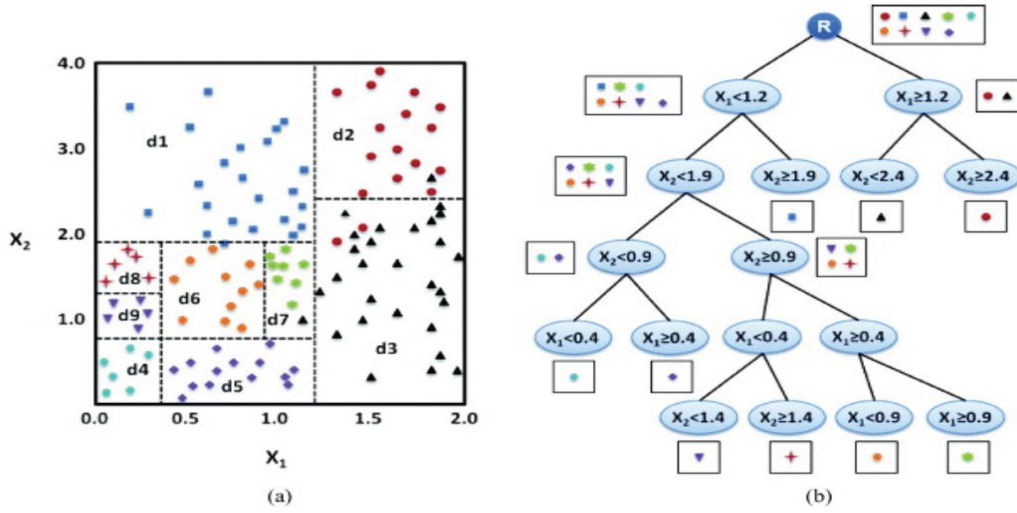 (a)
4.0
3.0
2.0
1.0
X₂
d1
d2
d8
d6
d9
d7
d3
d4
d5
0.0 0.5 1.0 1.5 2.0
X₁
(a)
(b)
R
X₁<1.2 X₁≥1.2
X₂<1.9 X₂≥1.9 X₂<2.4 X₂≥2.4
X₂<0.9 X₂≥0.9
X₁<0.4 X₁≥0.4 X₁<0.4 X₁≥0.4
X₂<1.4 X₂≥1.4 X₁<0.9 X₁≥0.9
(b)